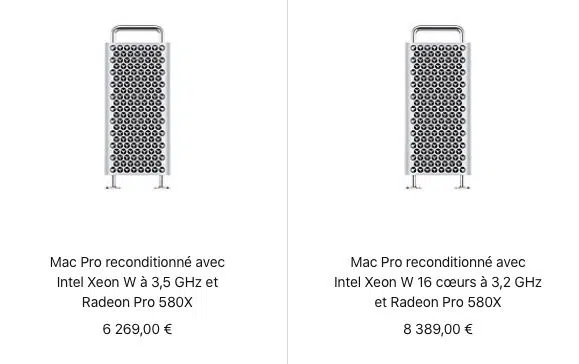 Mac Pro reconditionné avec
Intel Xeon W à 3,5 GHz et
Radeon Pro 580X
6 269,00 €
Mac Pro reconditionné avec
Intel Xeon W 16 cœurs à 3,2 GHz
et Radeon Pro 580X
8 389,00 €